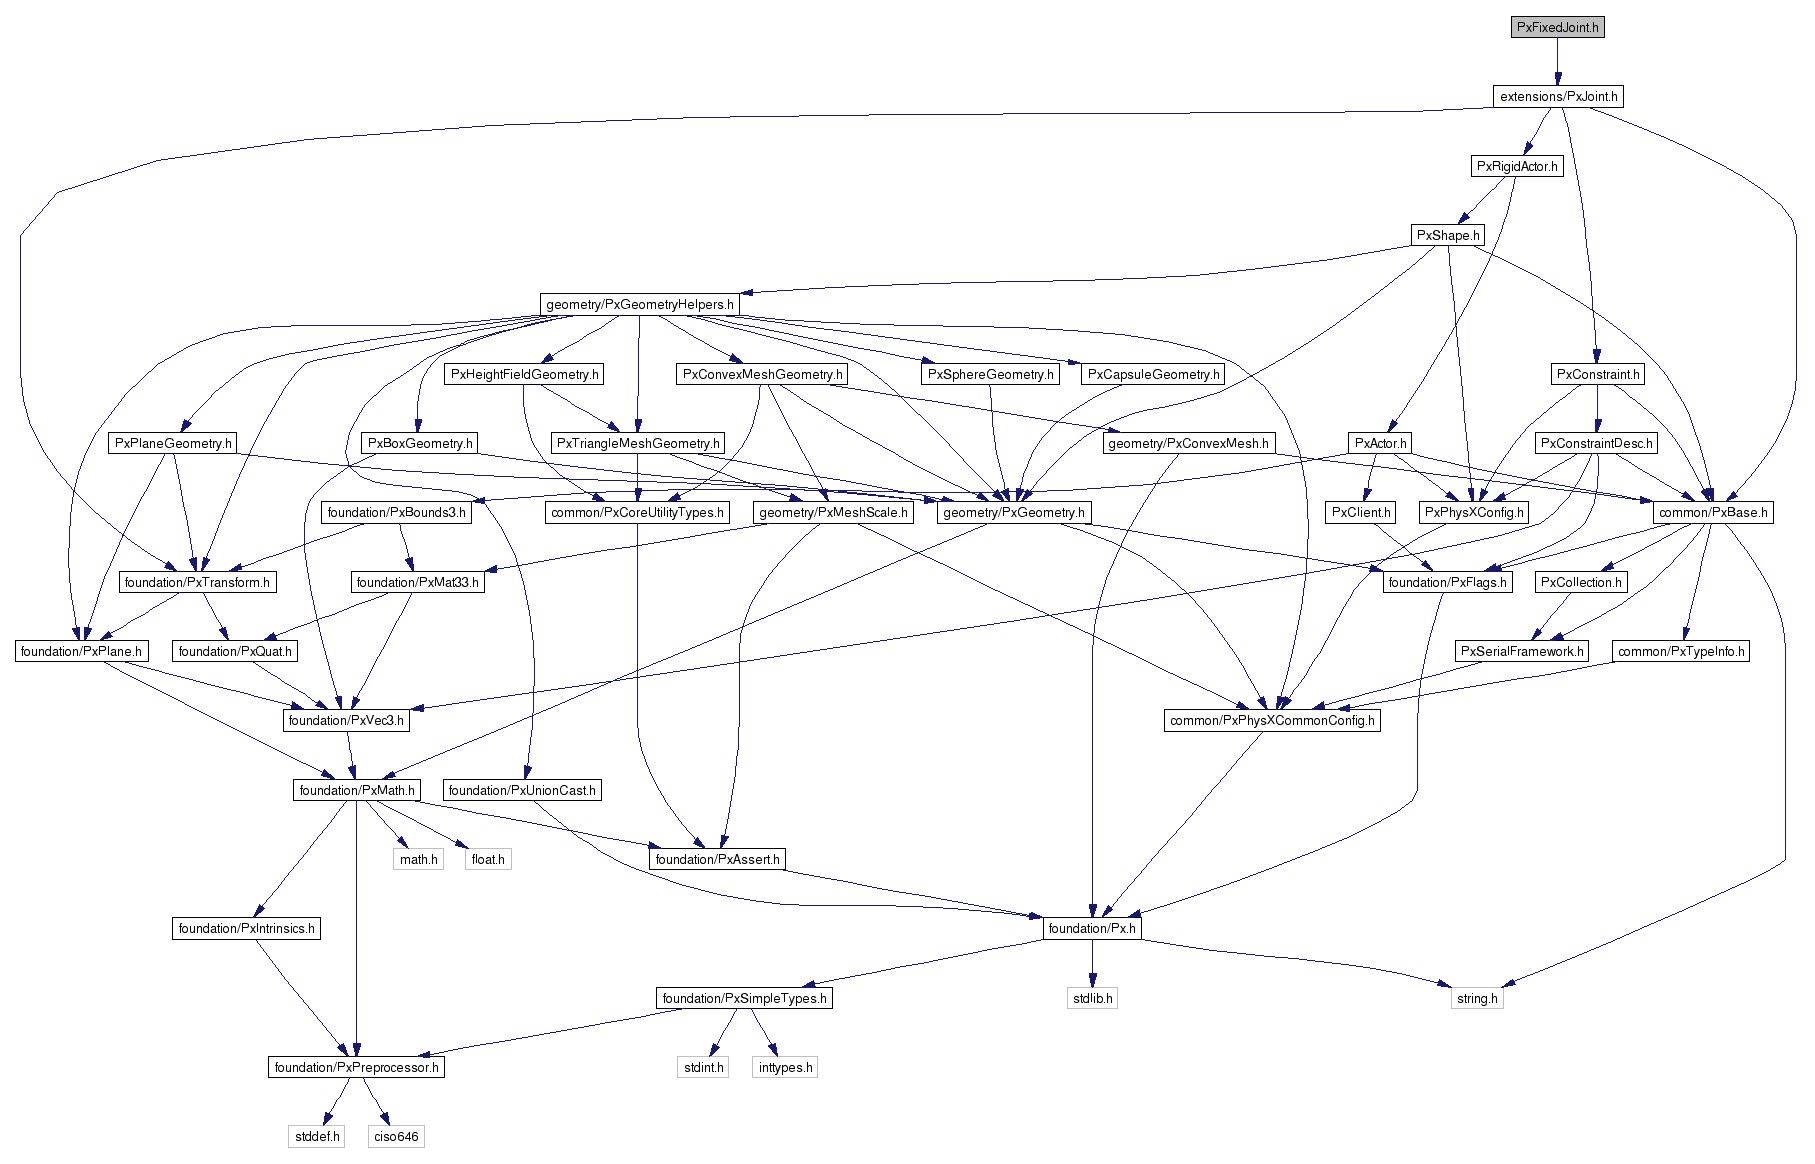 PxFixedJoint.h
extensions/PxJoint.h
PxRigidActor.h
PxShape.h
geometry/PxGeometryHelpers.h
PxHeightFieldGeometry.h
PxConvexMeshGeometry.h
PxSphereGeometry.h
PxCapsuleGeometry.h
PxConstraint.h
PxPlaneGeometry.h
PxBoxGeometry.h
PxTriangleMeshGeometry.h
geometry/PxConvexMesh.h
PxActor.h
PxConstraintDesc.h
foundation/PxBounds3.h
common/PxCoreUtilityTypes.h
geometry/PxMeshScale.h
geometry/PxGeometry.h
PxClient.h
PxPhysXConfig.h
common/PxBase.h
foundation/PxTransform.h
foundation/PxMat33.h
foundation/PxFlags.h
PxCollection.h
foundation/PxPlane.h
foundation/PxQuat.h
PxSerialFramework.h
common/PxTypeInfo.h
foundation/PxVec3.h
common/PxPhysXCommonConfig.h
foundation/PxMath.h
foundation/PxUnionCast.h
math.h
float.h
foundation/PxAssert.h
foundation/PxIntrinsics.h
foundation/Px.h
foundation/PxSimpleTypes.h
stdlib.h
string.h
foundation/PxPreprocessor.h
stdint.h
inttypes.h
stddef.h
ciso646